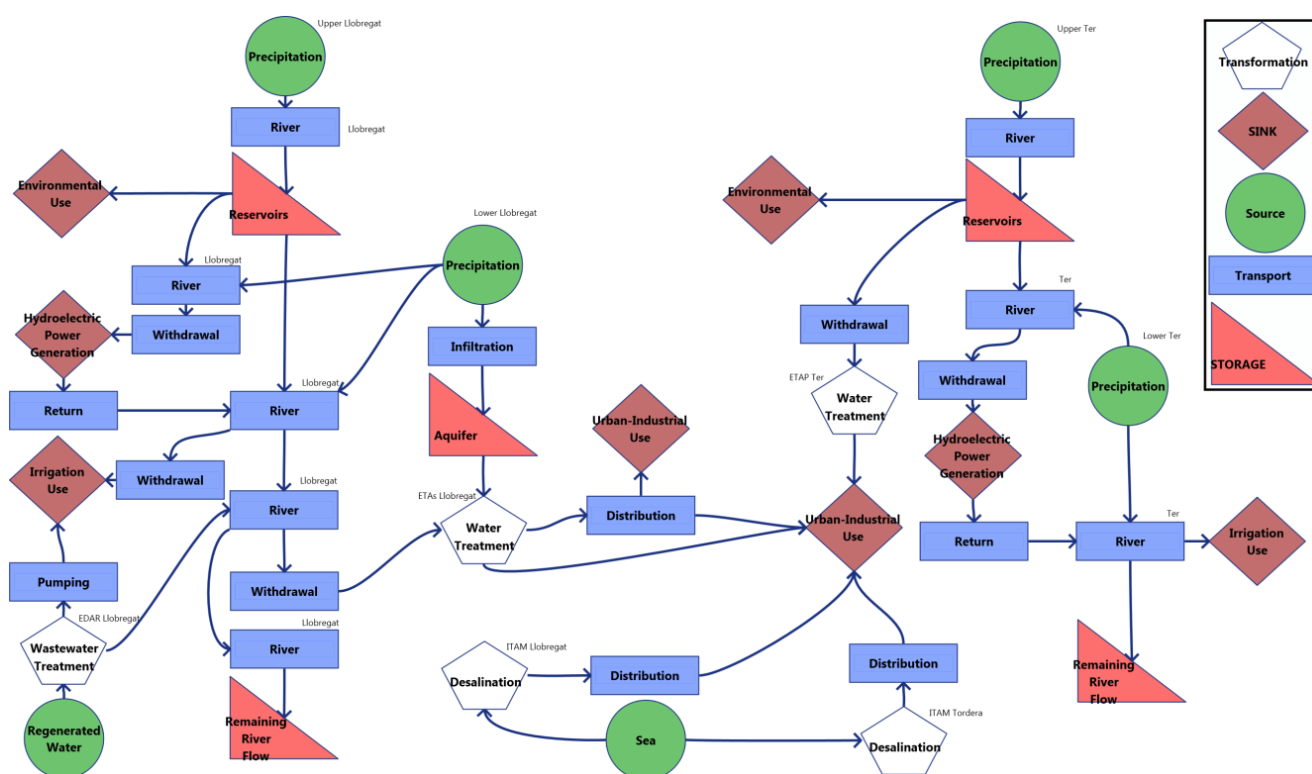 Upper Llobregat
Precipitation
River
Llobregat
Environmental
Use
Reservoirs
Llobregat
River
Withdrawal
Hydroelectric
Power
Generation
Return
Llobregat
River
Irrigation
Use
Withdrawal
Llobregat
River
Withdrawal
Pumping
EDAR Llobregat
Wastewater
Treatment
Regenerated
Water
Llobregat
River
Remaining
River
Flow
Lower Llobregat
Precipitation
Infiltration
Aquifer
ETAs Llobregat
Water
Treatment
Urban-Industrial
Use
Distribution
ITAM Llobregat
Desalination
Distribution
Sea
Upper Ter
Precipitation
River
Environmental
Use
Reservoirs
Withdrawal
ETAP Ter
Water
Treatment
Urban-Industrial
Use
Distribution
ITAM Tordera
Desalination
Ter
River
Withdrawal
Hydroelectric
Power
Generation
Return
Lower Ter
Precipitation
Ter
River
Irrigation
Use
Remaining
River
Flow
Transformation
SINK
Source
Transport
STORAGE